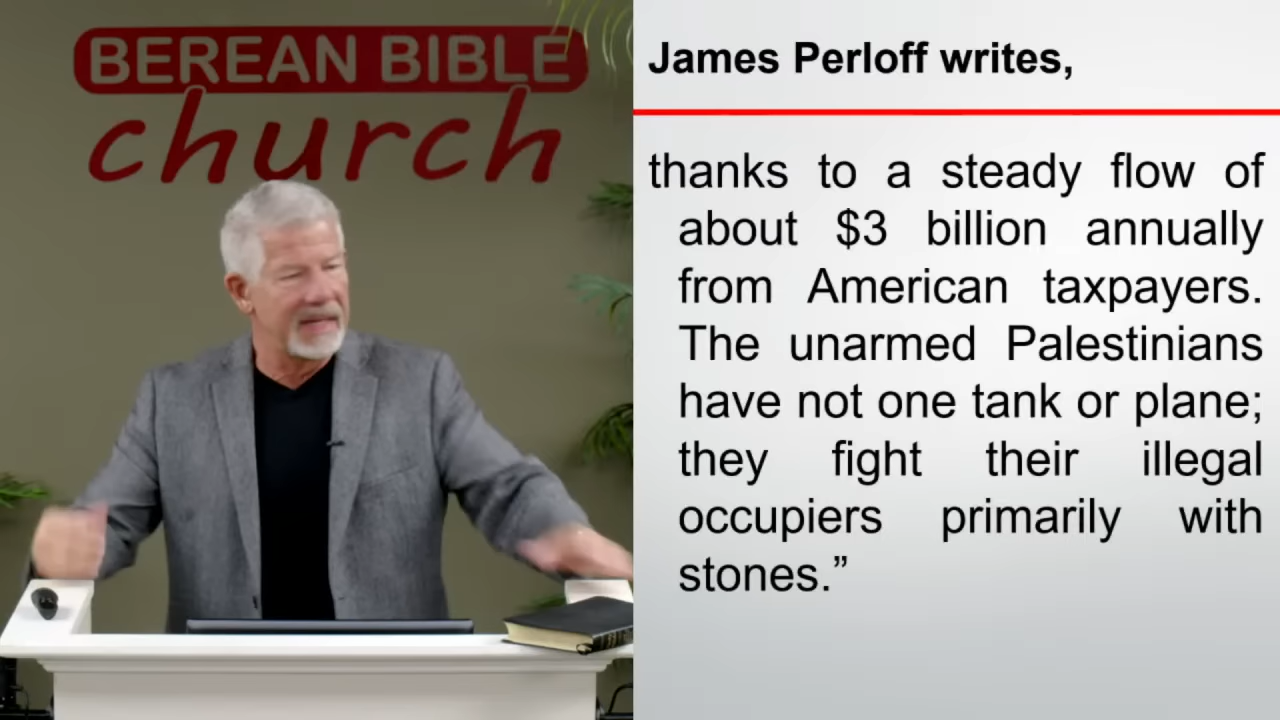 BEREAN BIBLE
church
James Perloff writes,
thanks to a steady flow of
about $3 billion annually
from American taxpayers.
The unarmed Palestinians
have not one tank or plane;
they fight their illegal
occupiers primarily with
stones.”